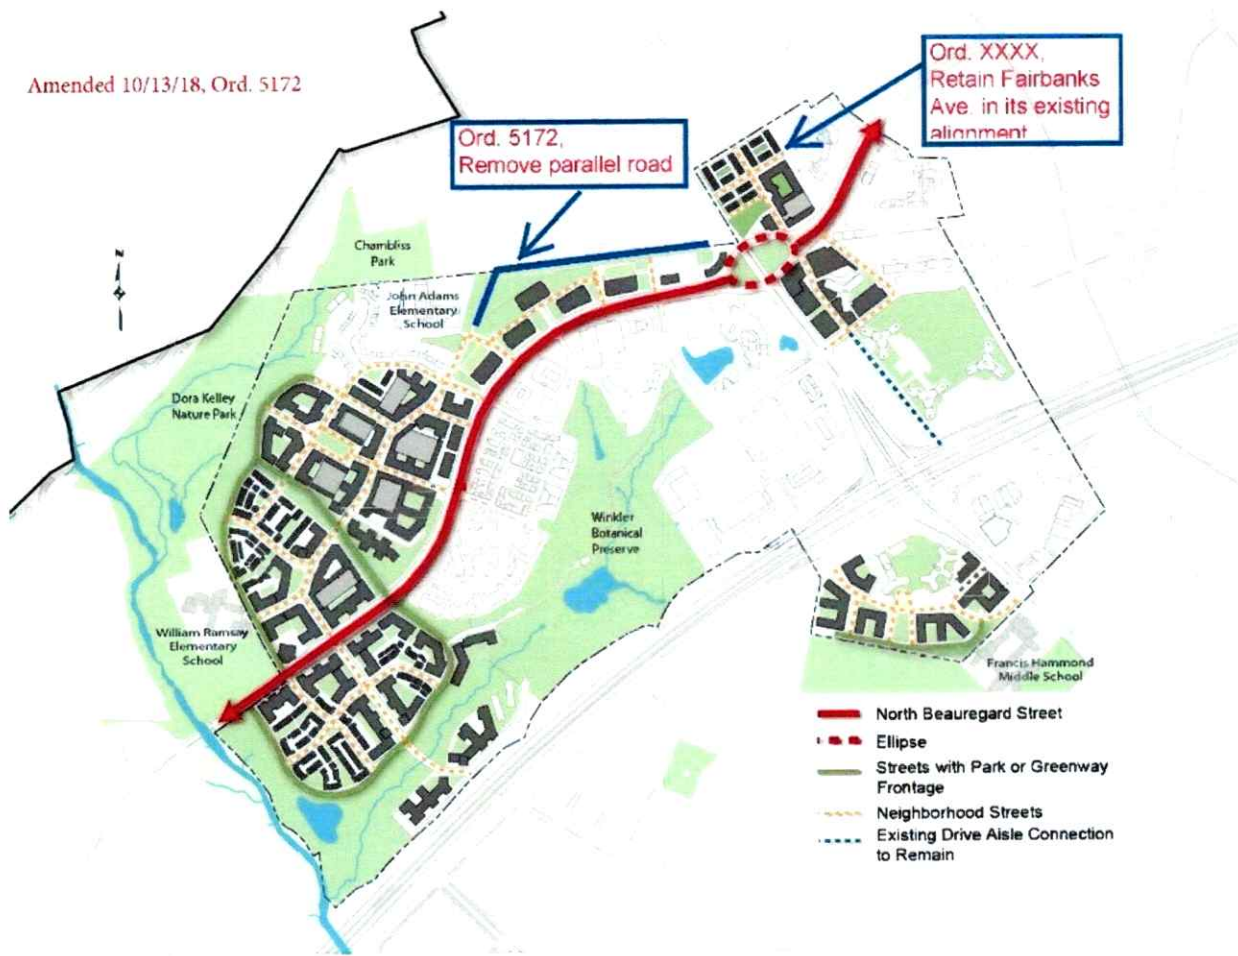 Amended 10/13/18, Ord. 5172
Ord. XXXX,
Retain Fairbanks
Ave. in its existing
alignment
Ord. 5172,
Remove parallel road
N
Chambliss
Park
John Adams
Elementary
School
Dora Kelley
Nature Park
Winkler
Botanical
Preserve
William Ramsay
Elementary
School
Francis Hammond
Middle School
North Beauregard Street
Ellipse
Streets with Park or Greenway
Frontage
Neighborhood Streets
Existing Drive Aisle Connection
to Remain